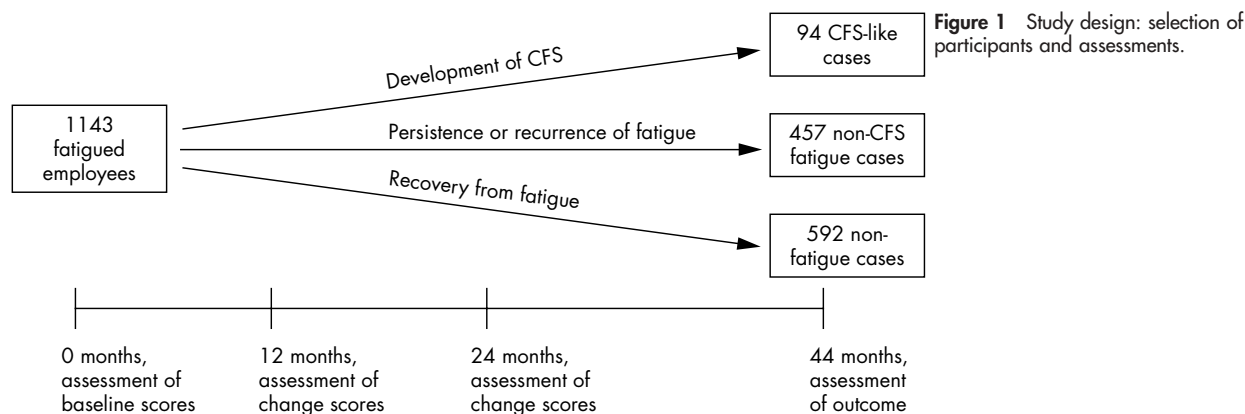 94 CFS-like
cases
Figure 1 Study design: selection of
participants and assessments.
Development of CFS
1143
fatigued
employees
Persistence or recurrence of fatigue
457 non-CFS
fatigue cases
Recovery from fatigue
592 non-
fatigue cases
0 months,
assessment of
baseline scores
12 months,
assessment of
change scores
24 months,
assessment of
change scores
44 months,
assessment
of outcome